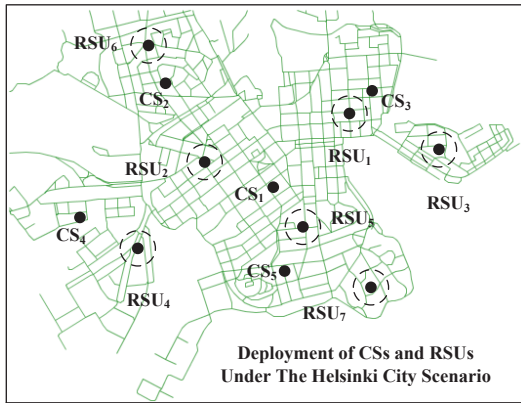 RSU6
CS2
CS3
RSU1
RSU2
RSU3
CS1
CS4
RSU5
CS5
RSU4
RSU7
Deployment of CSs and RSUs
Under The Helsinki City Scenario